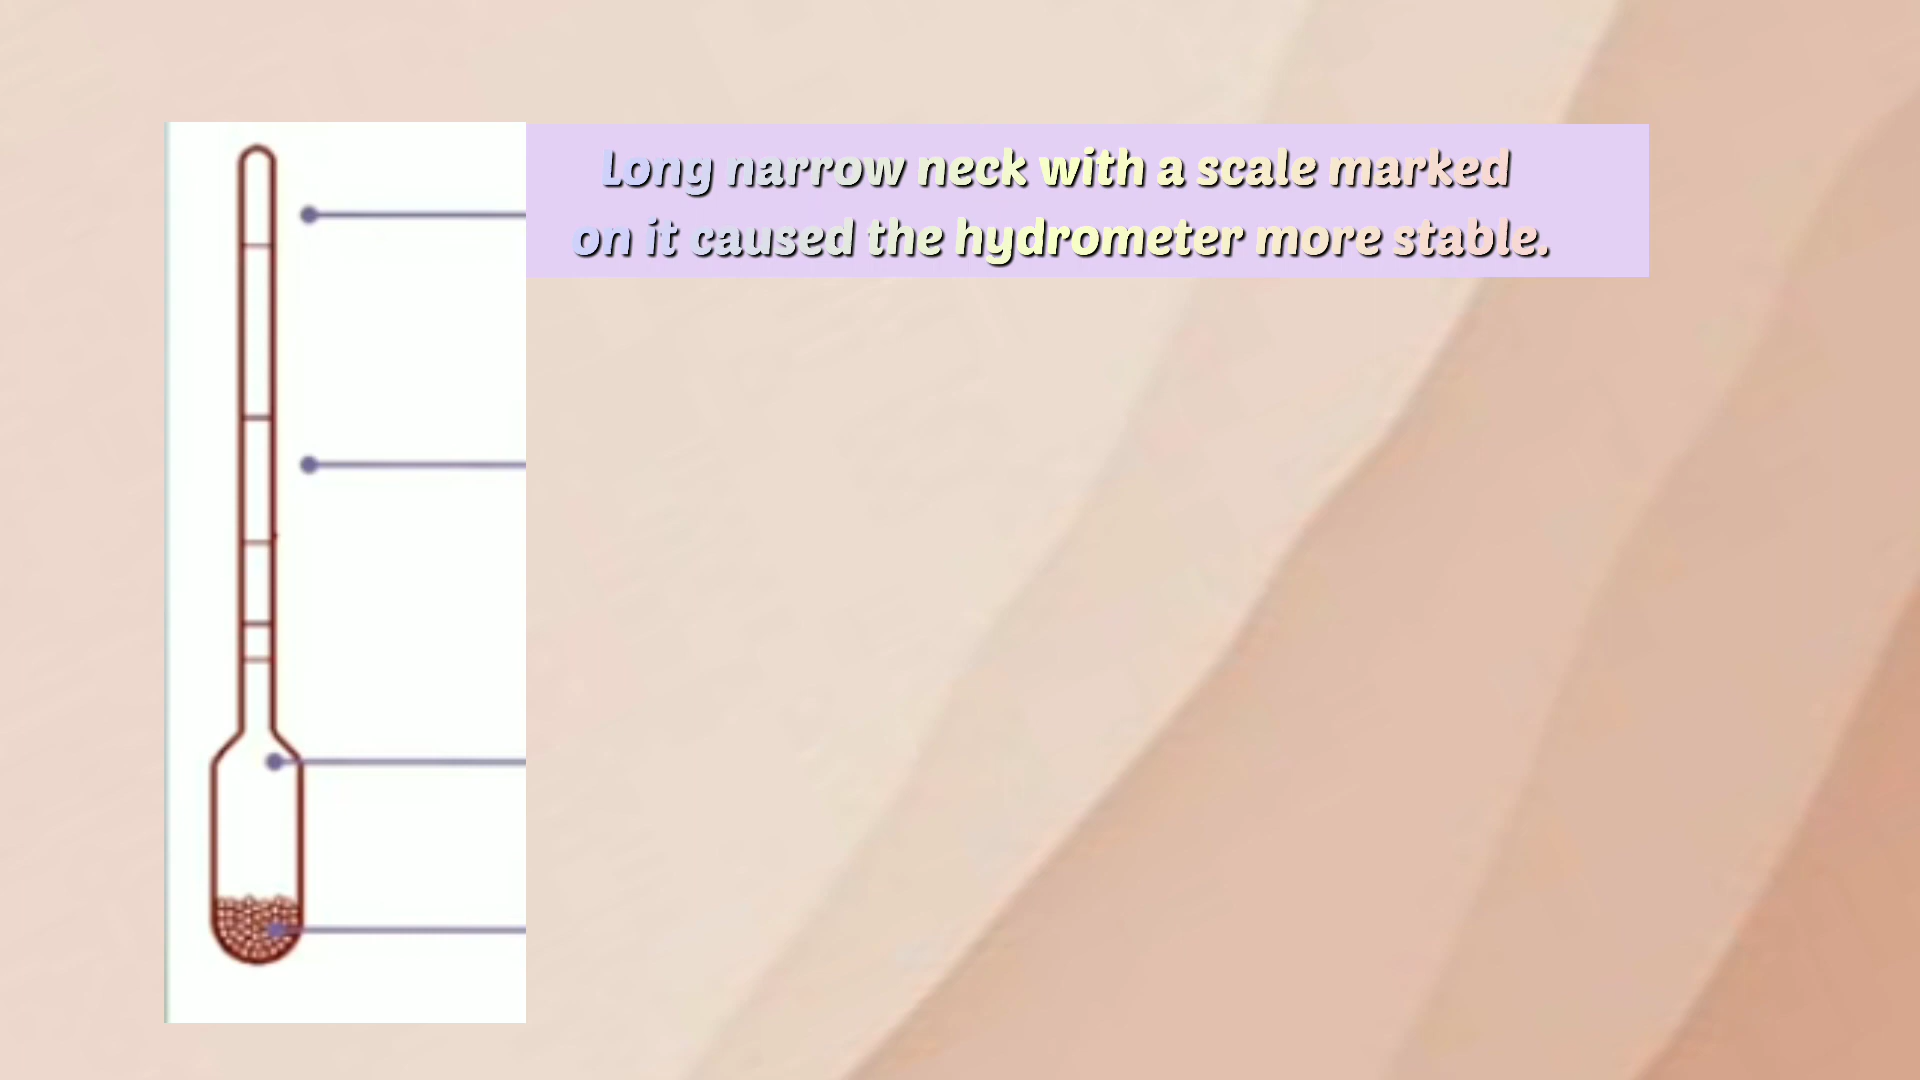 Long narrow neck with a scale marked
on it caused the hydrometer more stable.